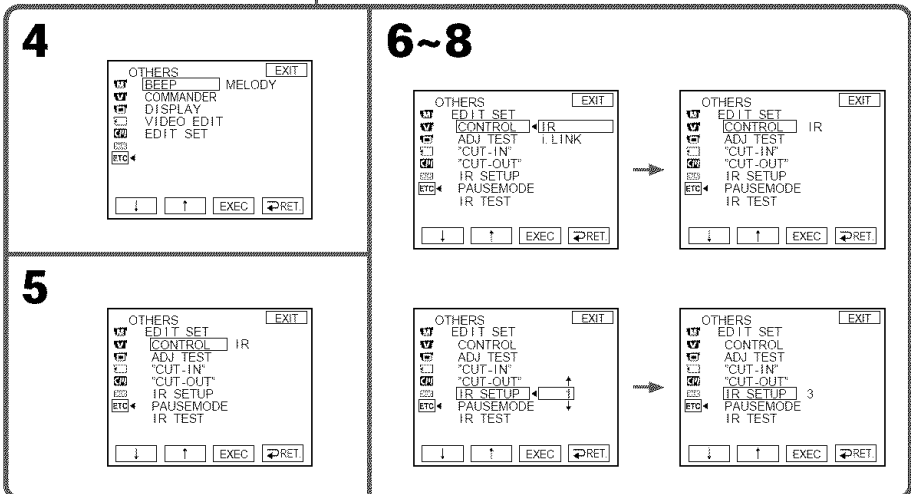 4
OTHERS EXIT
BEEP MELODY
COMMANDER
DISPLAY
VIDEO EDIT
EDIT SET
ETC
↓ ↑ EXEC RET.
5
OTHERS EXIT
EDIT SET
CONTROL IR
ADJ TEST
"CUT-IN"
"CUT-OUT"
IR SETUP
ETC PAUSEMODE
IR TEST
↓ ↑ EXEC RET.
6~8
OTHERS EXIT
EDIT SET
CONTROL IR
ADJ TEST i.LINK
"CUT-IN"
"CUT-OUT"
IR SETUP
ETC PAUSEMODE
IR TEST
↓ ↑ EXEC RET.
OTHERS EXIT
EDIT SET
CONTROL IR
ADJ TEST
"CUT-IN"
"CUT-OUT"
IR SETUP
ETC PAUSEMODE
IR TEST
↓ ↑ EXEC RET.
OTHERS EXIT
EDIT SET
CONTROL
ADJ TEST
"CUT-IN"
"CUT-OUT"
IR SETUP 1
ETC PAUSEMODE
IR TEST
↓ ↑ EXEC RET.
OTHERS EXIT
EDIT SET
CONTROL
ADJ TEST
"CUT-IN"
"CUT-OUT"
IR SETUP 3
ETC PAUSEMODE
IR TEST
↓ ↑ EXEC RET.